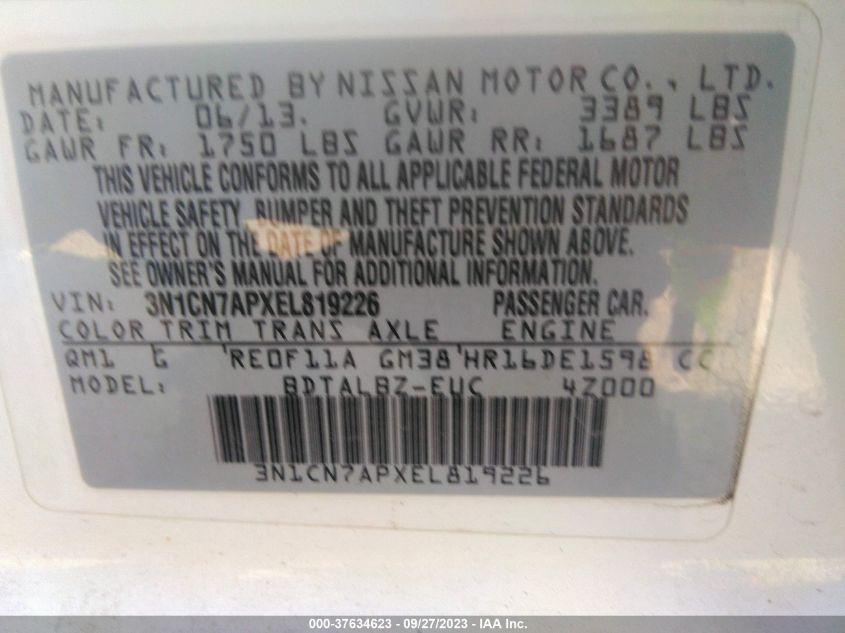 MANUFACTURED BY NISSAN MOTOR CO., LTD.
DATE: 06/13. GVWR: 3389 LBS
GAWR FR: 1750 LBS GAWR RR: 1687 LBS
THIS VEHICLE CONFORMS TO ALL APPLICABLE FEDERAL MOTOR
VEHICLE SAFETY, BUMPER AND THEFT PREVENTION STANDARDS
IN EFFECT ON THE DATE OF MANUFACTURE SHOWN ABOVE.
SEE OWNER'S MANUAL FOR ADDITIONAL INFORMATION.
VIN: 3N1CN7APXEL819226 PASSENGER CAR.
COLOR TRIM TRANS AXLE ENGINE
QM1 G RE0F11A GM38 HR16DE1598 CC
MODEL: BDTALBZ-EUC 4Z000
3N1CN7APXEL819226
000-37634623 - 09/27/2023 - IAA Inc.